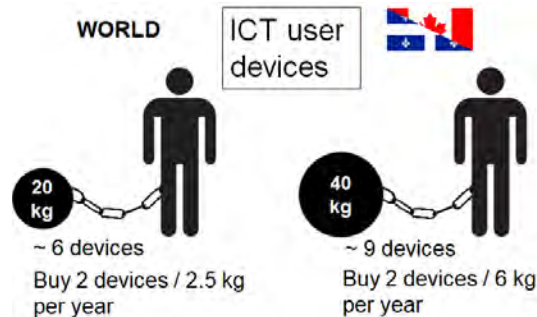 WORLD
ICT user
devices
20
kg
~ 6 devices
Buy 2 devices / 2.5 kg
per year
40
kg
~ 9 devices
Buy 2 devices / 6 kg
per year